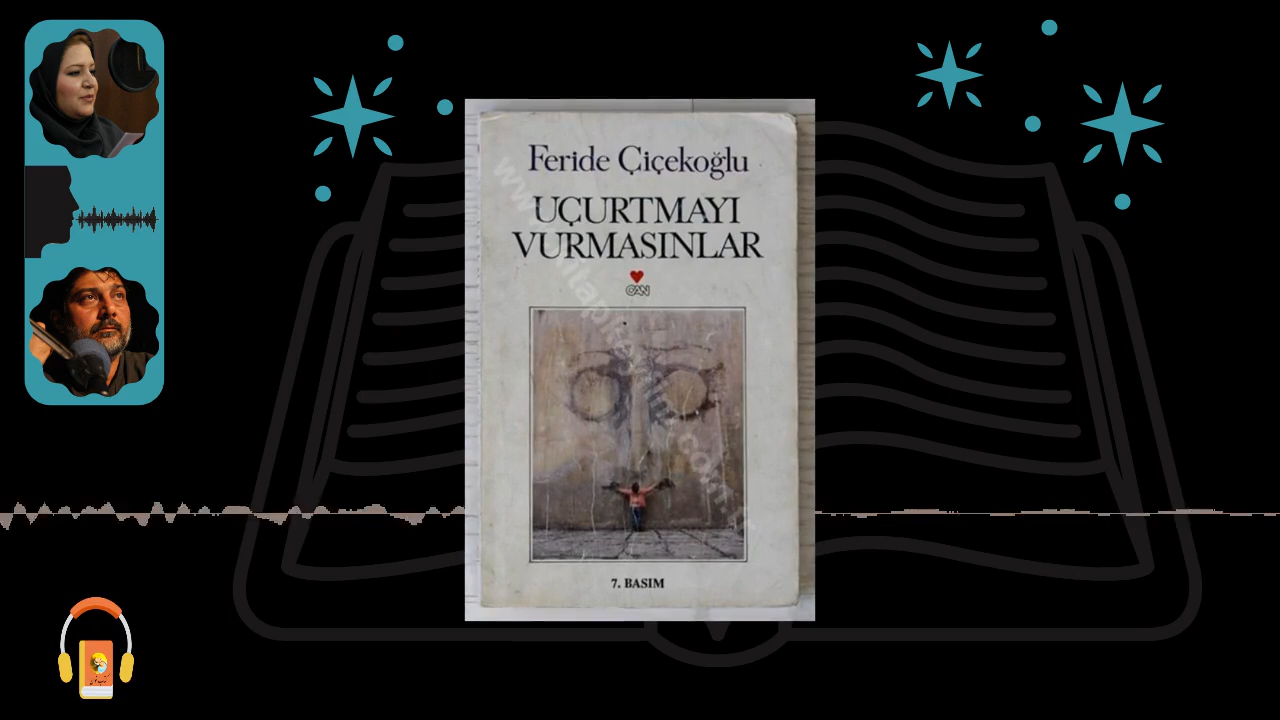 Feride Çiçekoğlu
UÇURTMAYI
VURMASINLAR
CAN
7. BASIM